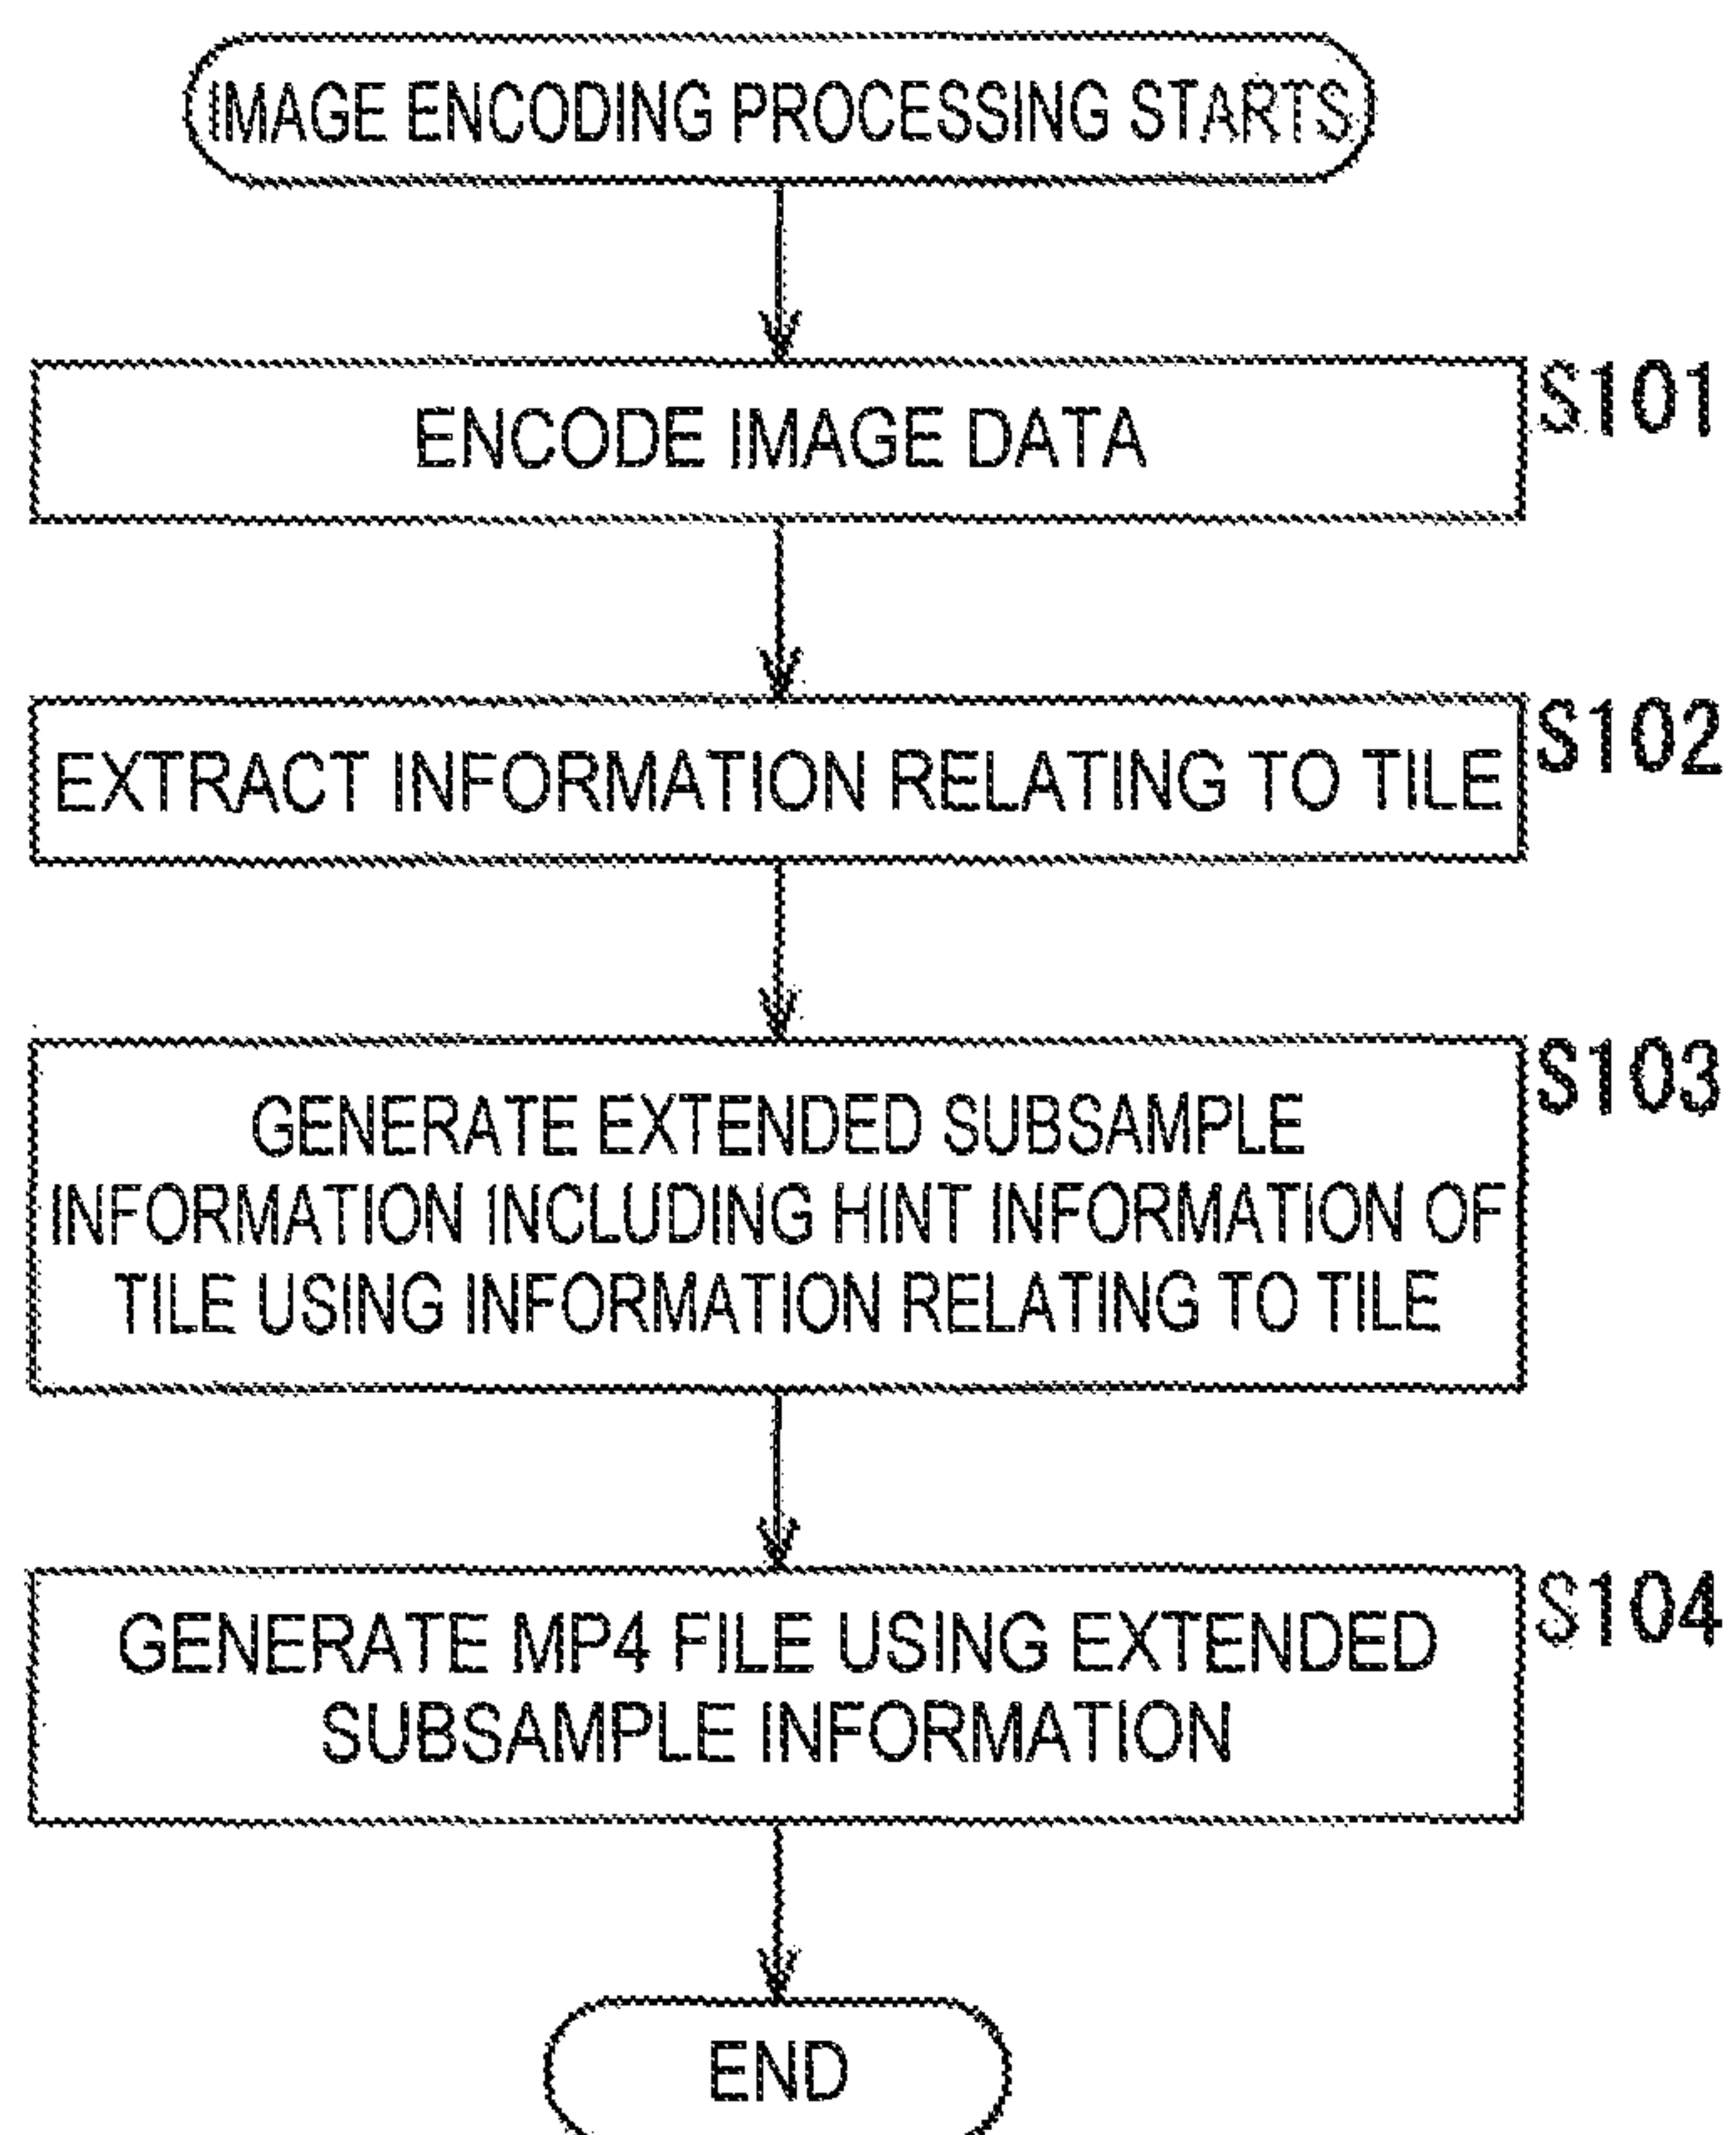 IMAGE ENCODING PROCESSING STARTS
ENCODE IMAGE DATA
S101
EXTRACT INFORMATION RELATING TO TILE
S102
GENERATE EXTENDED SUBSAMPLE
INFORMATION INCLUDING HINT INFORMATION OF
TILE USING INFORMATION RELATING TO TILE
S103
GENERATE MP4 FILE USING EXTENDED
SUBSAMPLE INFORMATION
S104
END